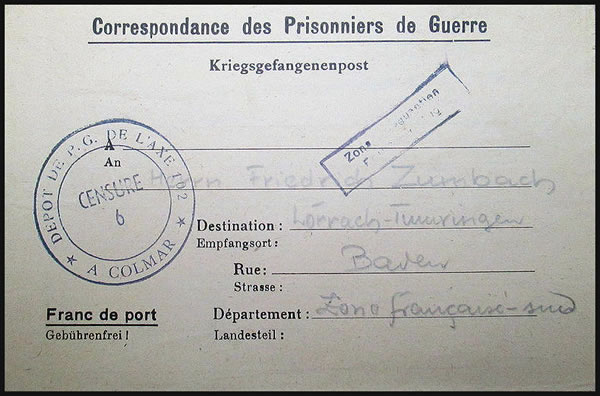 Correspondance des Prisonniers de Guerre
Kriegsgefangenenpost
Zone
DEPOT DE P.G. DE L'AXE 102
CENSURE
6
★ A COLMAR ★
A
An
Herrn Friedrich Zumbach
Destination : Lörrach-Tumringen
Empfangsort :
Rue : Baden
Strasse :
Franc de port
Gebührenfrei !
Département : Zone française-sud
Landesteil :